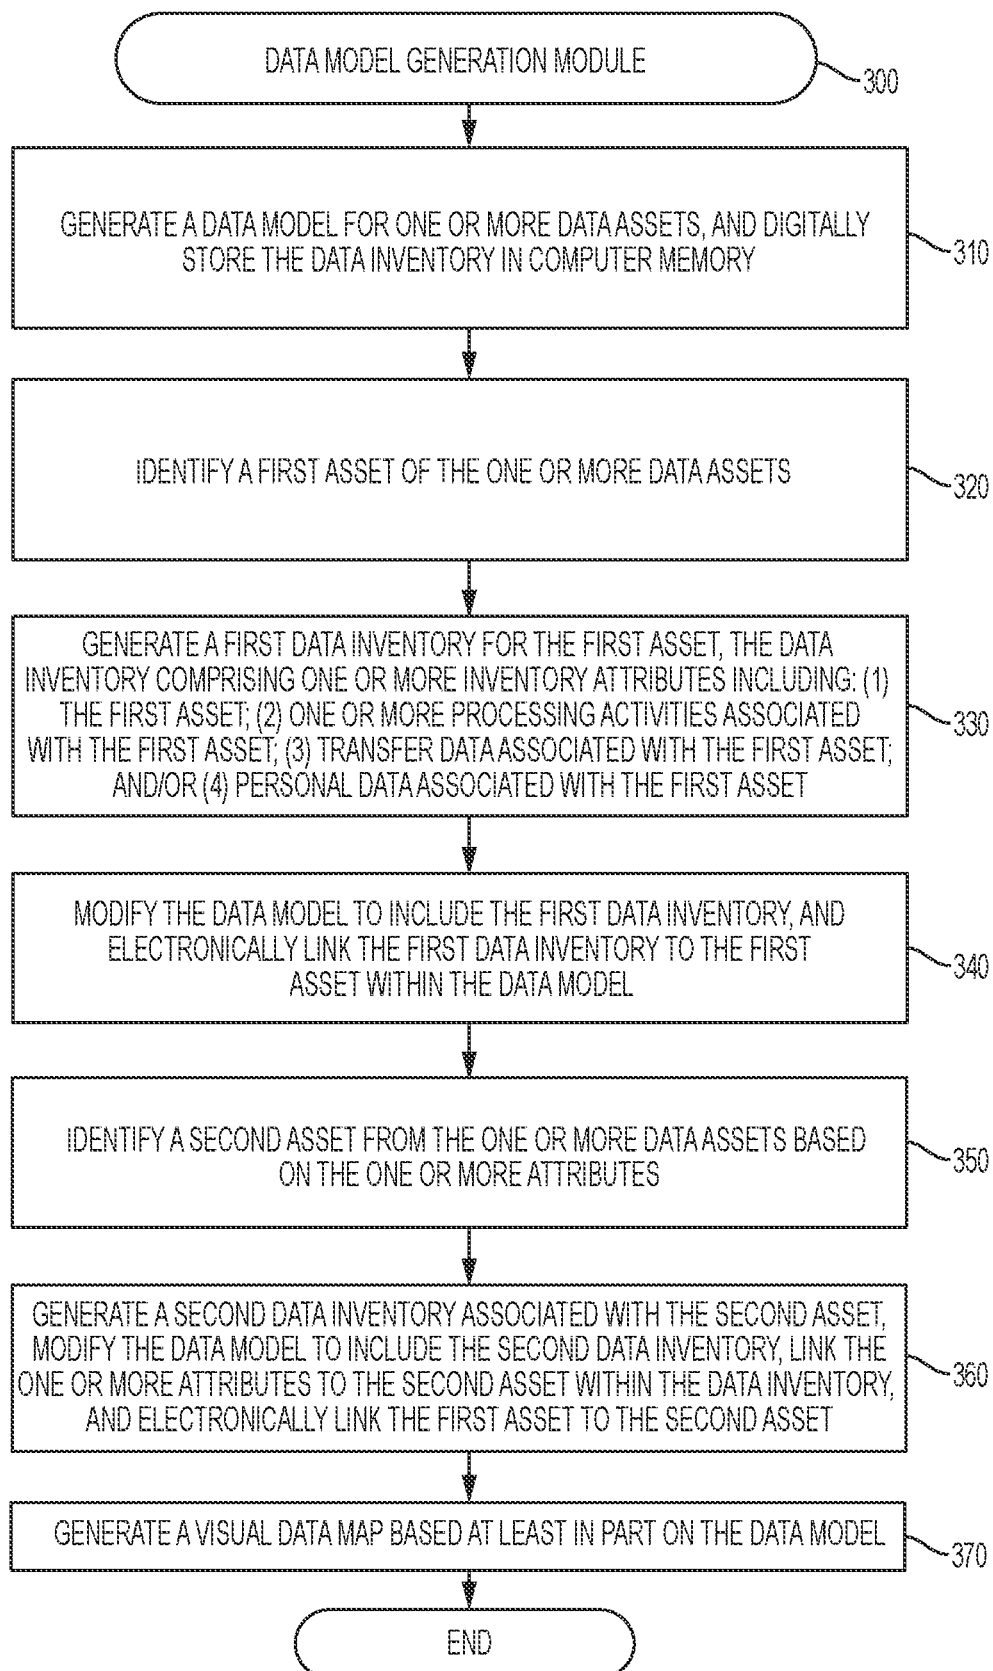 DATA MODEL GENERATION MODULE
300
GENERATE A DATA MODEL FOR ONE OR MORE DATA ASSETS, AND DIGITALLY
STORE THE DATA INVENTORY IN COMPUTER MEMORY
310
IDENTIFY A FIRST ASSET OF THE ONE OR MORE DATA ASSETS
320
GENERATE A FIRST DATA INVENTORY FOR THE FIRST ASSET, THE DATA
INVENTORY COMPRISING ONE OR MORE INVENTORY ATTRIBUTES INCLUDING: (1)
THE FIRST ASSET; (2) ONE OR MORE PROCESSING ACTIVITIES ASSOCIATED
WITH THE FIRST ASSET; (3) TRANSFER DATA ASSOCIATED WITH THE FIRST ASSET;
AND/OR (4) PERSONAL DATA ASSOCIATED WITH THE FIRST ASSET
330
MODIFY THE DATA MODEL TO INCLUDE THE FIRST DATA INVENTORY, AND
ELECTRONICALLY LINK THE FIRST DATA INVENTORY TO THE FIRST
ASSET WITHIN THE DATA MODEL
340
IDENTIFY A SECOND ASSET FROM THE ONE OR MORE DATA ASSETS BASED
ON THE ONE OR MORE ATTRIBUTES
350
GENERATE A SECOND DATA INVENTORY ASSOCIATED WITH THE SECOND ASSET,
MODIFY THE DATA MODEL TO INCLUDE THE SECOND DATA INVENTORY, LINK THE
ONE OR MORE ATTRIBUTES TO THE SECOND ASSET WITHIN THE DATA INVENTORY,
AND ELECTRONICALLY LINK THE FIRST ASSET TO THE SECOND ASSET
360
GENERATE A VISUAL DATA MAP BASED AT LEAST IN PART ON THE DATA MODEL
370
END